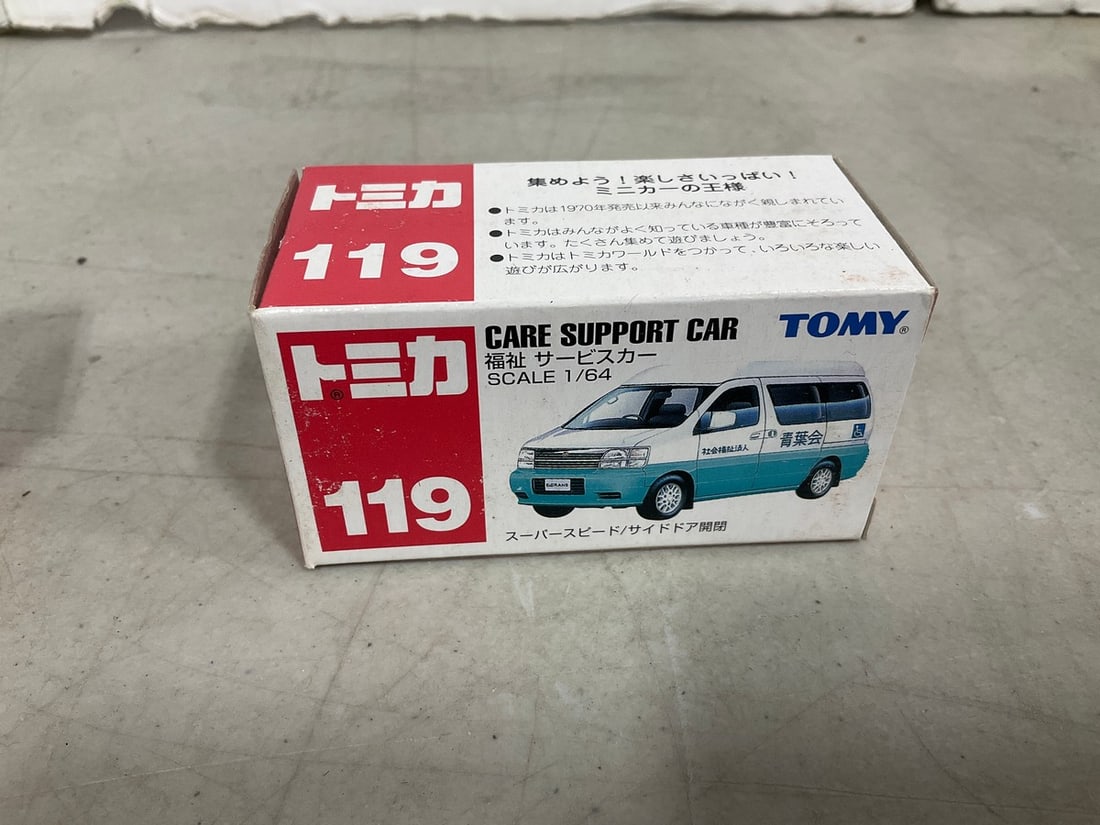 トミカ
119
集めよう！楽しさいっぱい！
ミニカーの王様
●トミカは1970年発売以来みんなにながく親しまれてい
ます。
●トミカはみんながよく知っている車種が豊富にそろって
います。たくさん集めて遊びましょう。
●トミカはトミカワールドをつかって、いろいろな楽しい
遊びが広がります。
トミカ®
119
CARE SUPPORT CAR
TOMY®
福祉 サービスカー
SCALE 1/64
社会福祉法人
青葉会
スーパースピード/サイドドア開閉